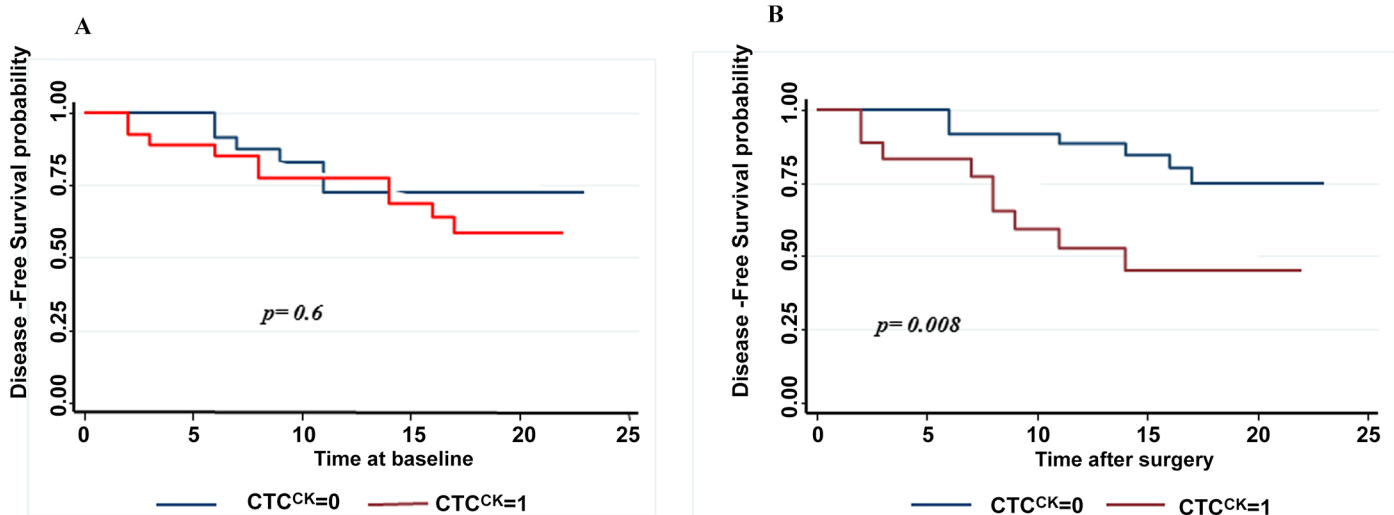 A
Disease -Free Survival probability
1.00
0.75
0.50
0.25
0.00
p= 0.6
0 5 10 15 20 25
Time at baseline
CTCCK=0 CTCCK=1
B
Disease -Free Survival probability
1.00
0.75
0.50
0.25
0.00
p= 0.008
0 5 10 15 20 25
Time after surgery
CTCCK=0 CTCCK=1